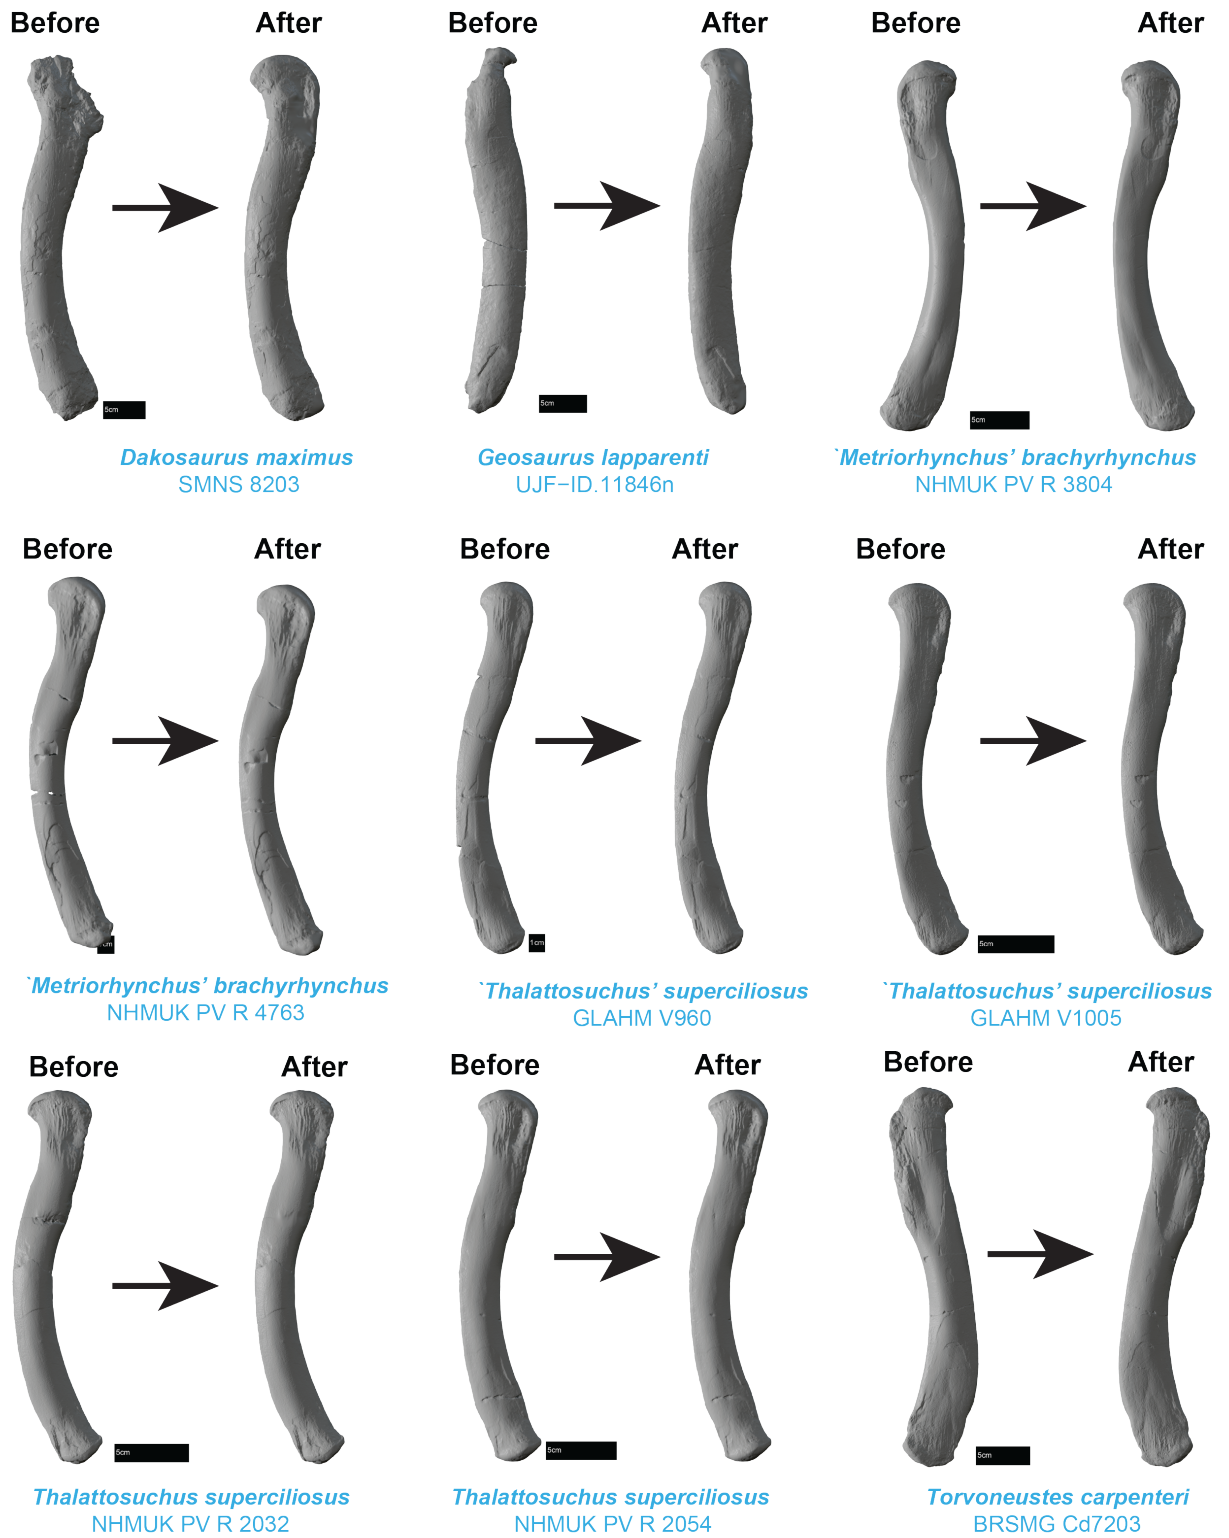 Before After Before After Before After
5cm 5cm 5cm
Dakosaurus maximus Geosaurus lapparenti `Metriorhynchus’ brachyrhynchus
SMNS 8203 UJF−ID.11846n NHMUK PV R 3804
Before After Before After Before After
cm 1cm 5cm
`Metriorhynchus’ brachyrhynchus `Thalattosuchus’ superciliosus `Thalattosuchus’ superciliosus
NHMUK PV R 4763 GLAHM V960 GLAHM V1005
Before After Before After Before After
5cm 5cm 5cm
Thalattosuchus superciliosus Thalattosuchus superciliosus Torvoneustes carpenteri
NHMUK PV R 2032 NHMUK PV R 2054 BRSMG Cd7203